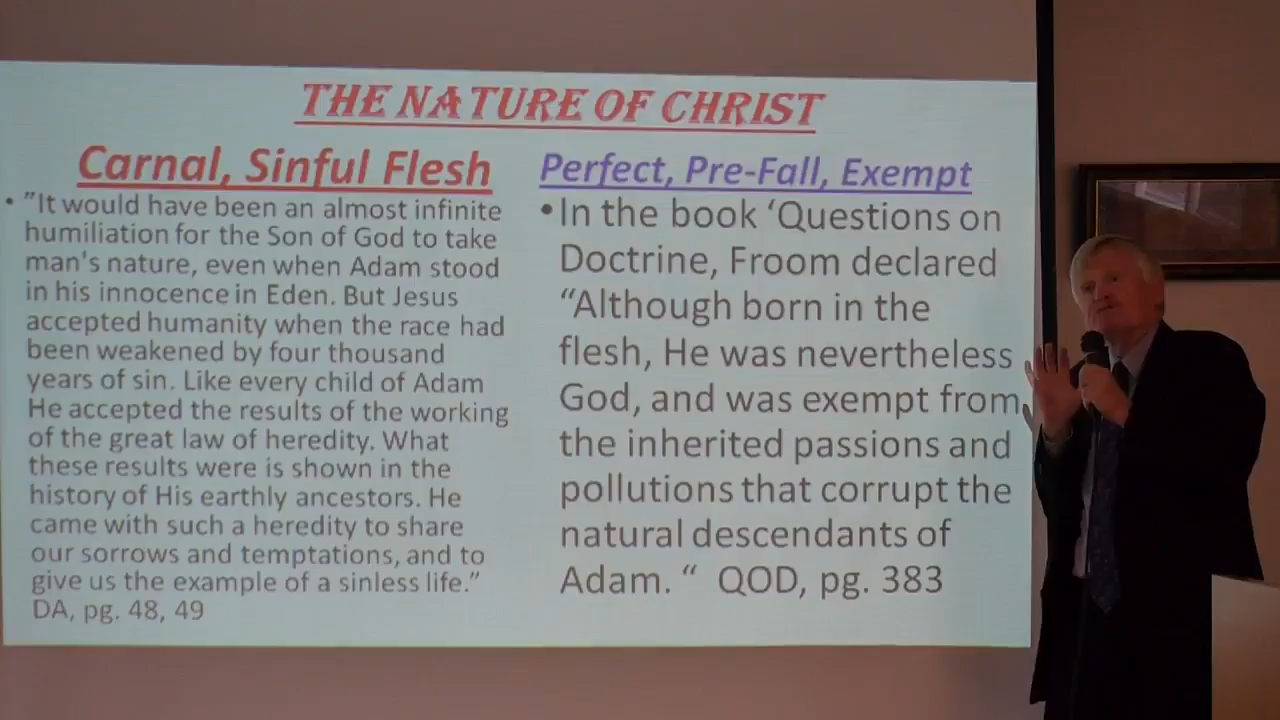 THE NATURE OF CHRIST
Carnal, Sinful Flesh
• "It would have been an almost infinite
humiliation for the Son of God to take
man's nature, even when Adam stood
in his innocence in Eden. But Jesus
accepted humanity when the race had
been weakened by four thousand
years of sin. Like every child of Adam
He accepted the results of the working
of the great law of heredity. What
these results were is shown in the
history of His earthly ancestors. He
came with such a heredity to share
our sorrows and temptations, and to
give us the example of a sinless life."
DA, pg. 48, 49
Perfect, Pre-Fall, Exempt
• In the book ‘Questions on
Doctrine, Froom declared
“Although born in the
flesh, He was nevertheless
God, and was exempt from
the inherited passions and
pollutions that corrupt the
natural descendants of
Adam. “ QOD, pg. 383